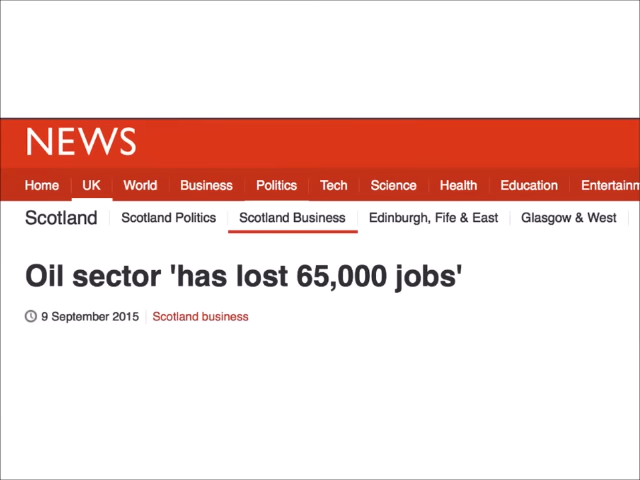 NEWS
Home UK World Business Politics Tech Science Health Education
Scotland Scotland Politics Scotland Business Edinburgh, Fife & East Glasgow & West
Oil sector 'has lost 65,000 jobs'
9 September 2015 Scotland business